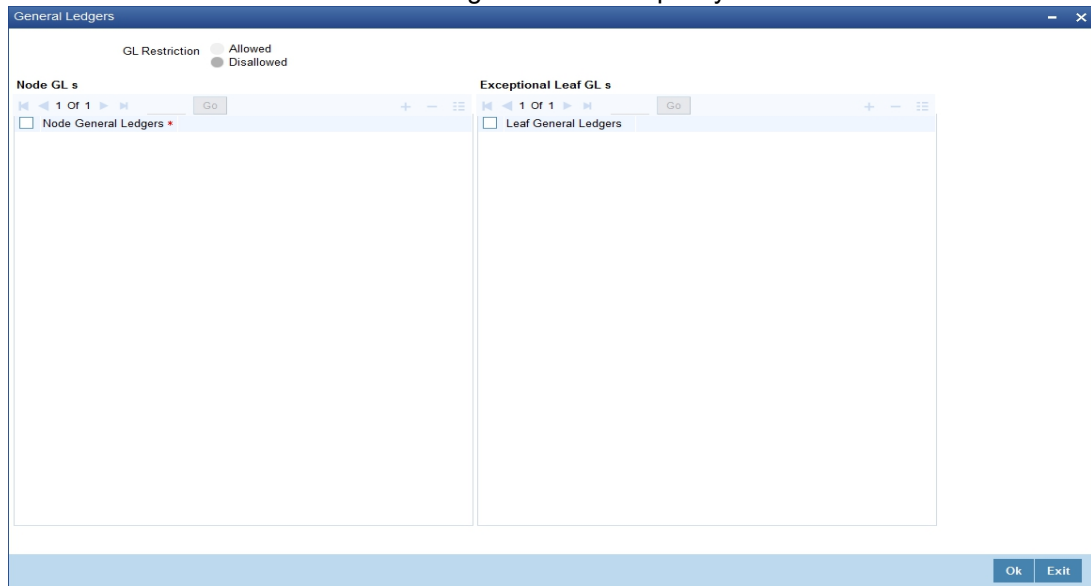 General Ledgers
GL Restriction Allowed
Disallowed
Node GL s Exceptional Leaf GL s
1 Of 1 Go 1 Of 1 Go
Node General Ledgers * Leaf General Ledgers
Ok Exit